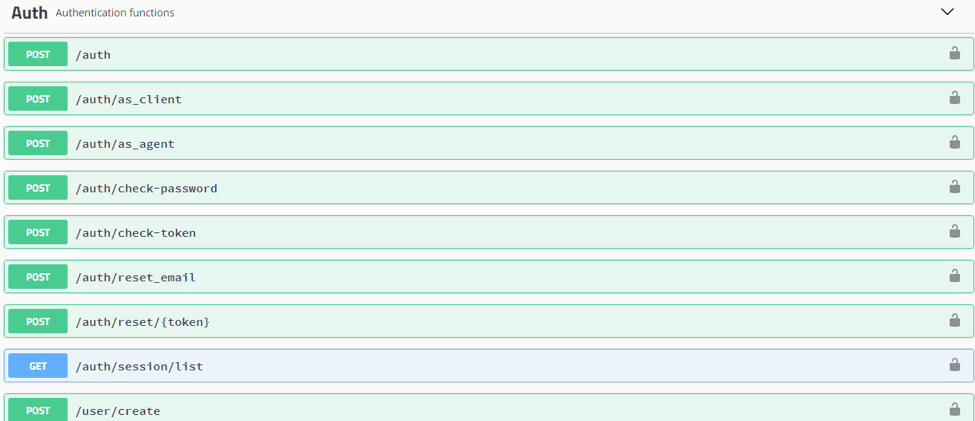 Auth Authentication functions
POST /auth
POST /auth/as_client
POST /auth/as_agent
POST /auth/check-password
POST /auth/check-token
POST /auth/reset_email
POST /auth/reset/{token}
GET /auth/session/list
POST /user/create